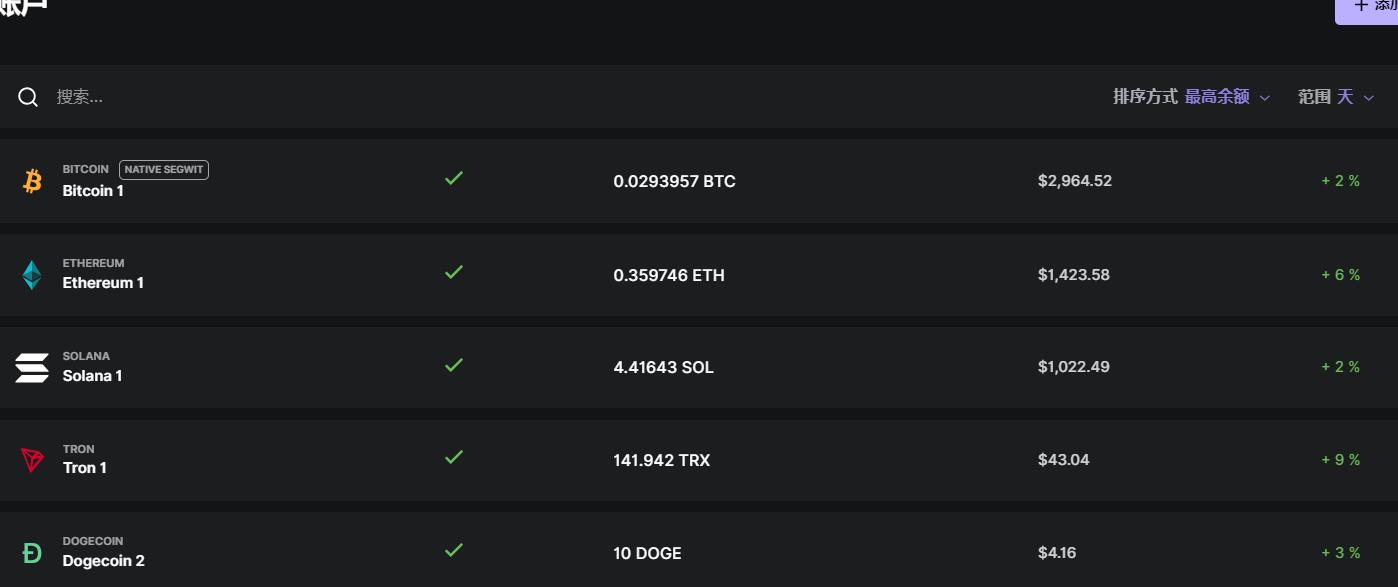 账户
+ 添加
搜索...
排序方式 最高余额 范围 天
BITCOIN NATIVE SEGWIT
Bitcoin 1
0.0293957 BTC
$2,964.52
+ 2 %
ETHEREUM
Ethereum 1
0.359746 ETH
$1,423.58
+ 6 %
SOLANA
Solana 1
4.41643 SOL
$1,022.49
+ 2 %
TRON
Tron 1
141.942 TRX
$43.04
+ 9 %
DOGECOIN
Dogecoin 2
10 DOGE
$4.16
+ 3 %